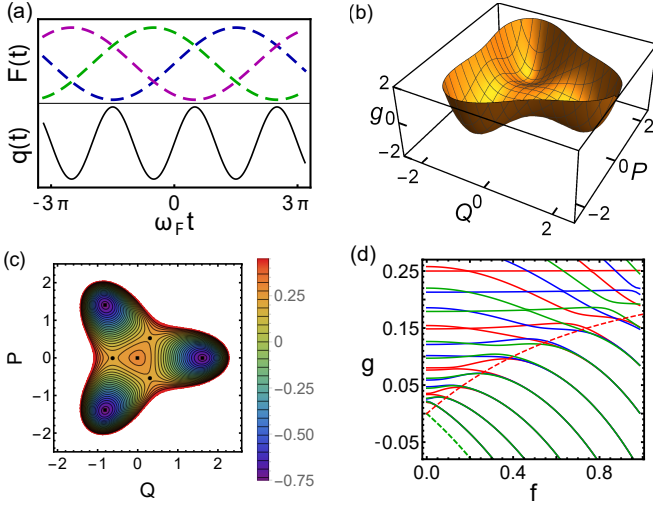 (a)
F(t)
q(t)
-3 π 0 3 π
ω_F t
(b)
2
g 0
-2
-2
0
2
Q
2
0
-2
P
(c)
2
1
0
-1
-2
P
-2 -1 0 1 2
Q
0.25
0.00
-0.25
-0.50
-0.75
(d)
0.25
0.15
0.05
-0.05
g
0.0 0.4 0.8
f